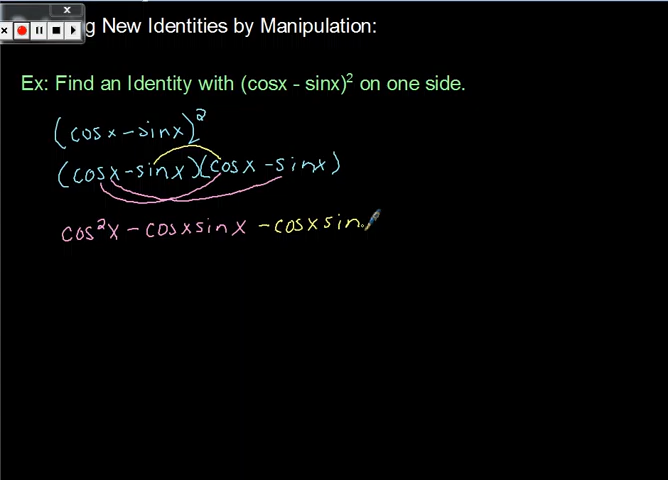 g New Identities by Manipulation:
Ex: Find an Identity with (cosx - sinx)² on one side.
(cosx - sinx)²
(cosx - sinx)(cosx - sinx)
cos²x - cosxsinx - cosxsin